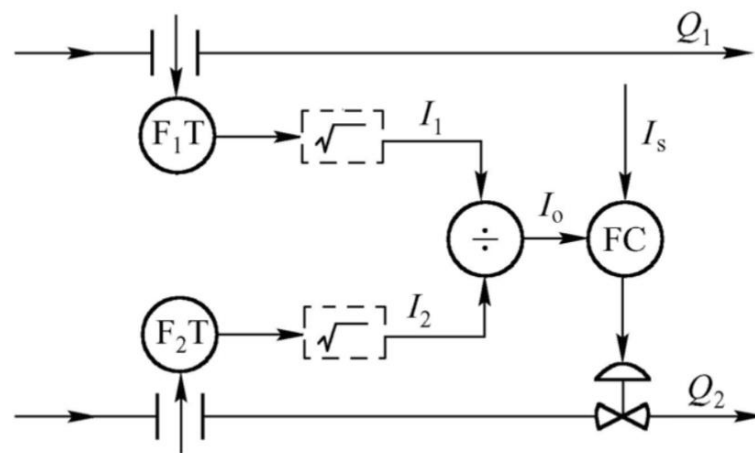 Q₁
F₁T
√
I₁
Iₛ
÷
Iₒ
FC
F₂T
√
I₂
Q₂